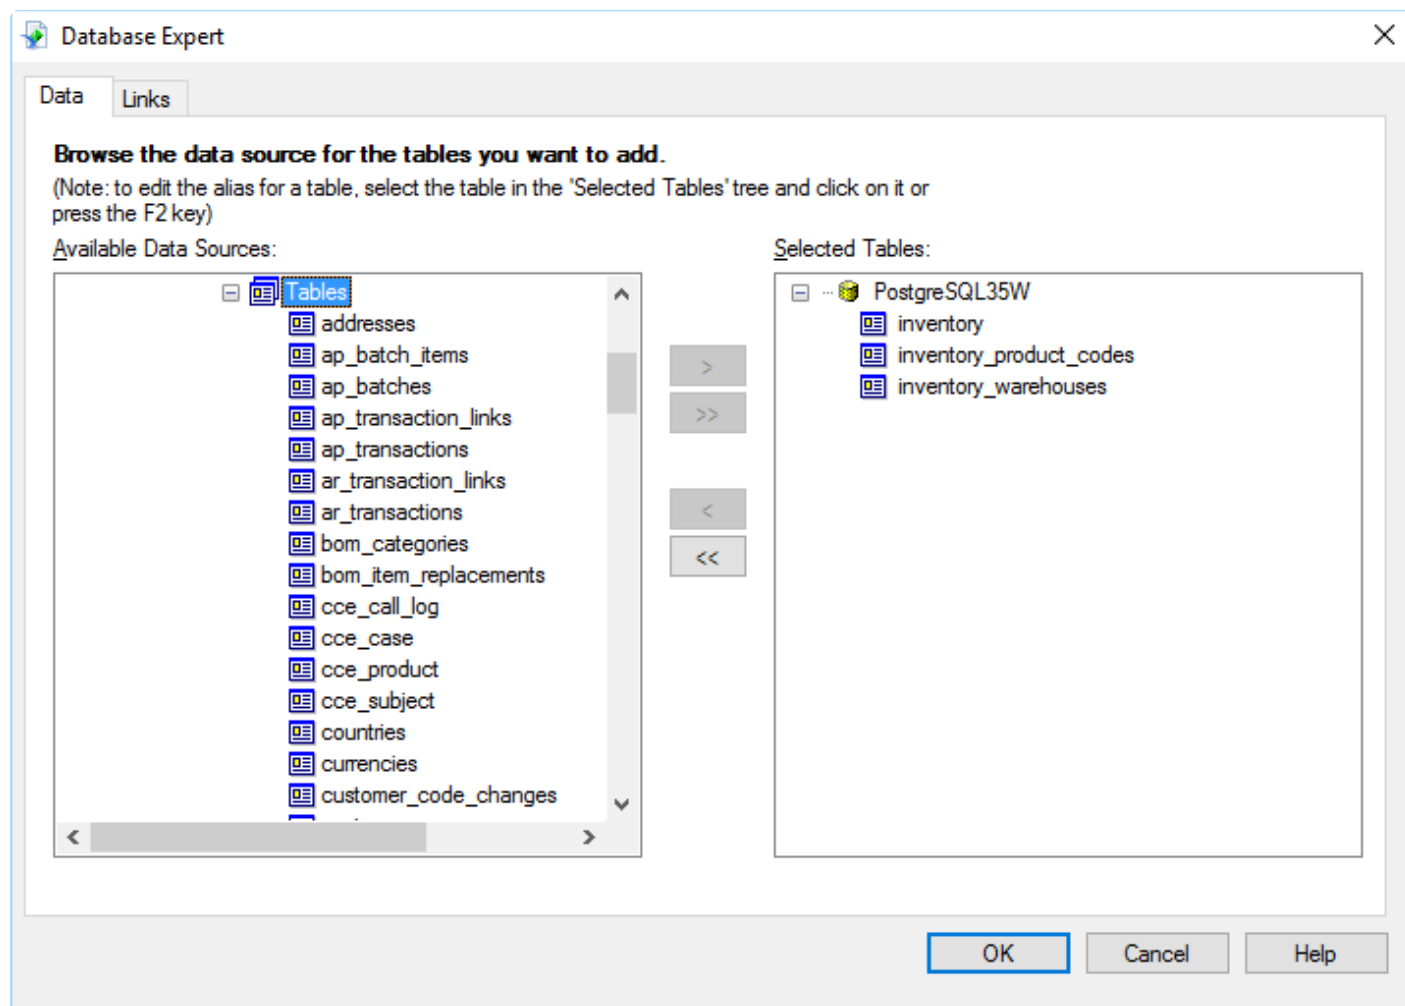 Database Expert
Data
Links
Browse the data source for the tables you want to add.
(Note: to edit the alias for a table, select the table in the 'Selected Tables' tree and click on it or
press the F2 key)
Available Data Sources:
Selected Tables:
Tables
addresses
ap_batch_items
ap_batches
ap_transaction_links
ap_transactions
ar_transaction_links
ar_transactions
bom_categories
bom_item_replacements
cce_call_log
cce_case
cce_product
cce_subject
countries
currencies
customer_code_changes
>
>>
<
<<
PostgreSQL35W
inventory
inventory_product_codes
inventory_warehouses
OK
Cancel
Help